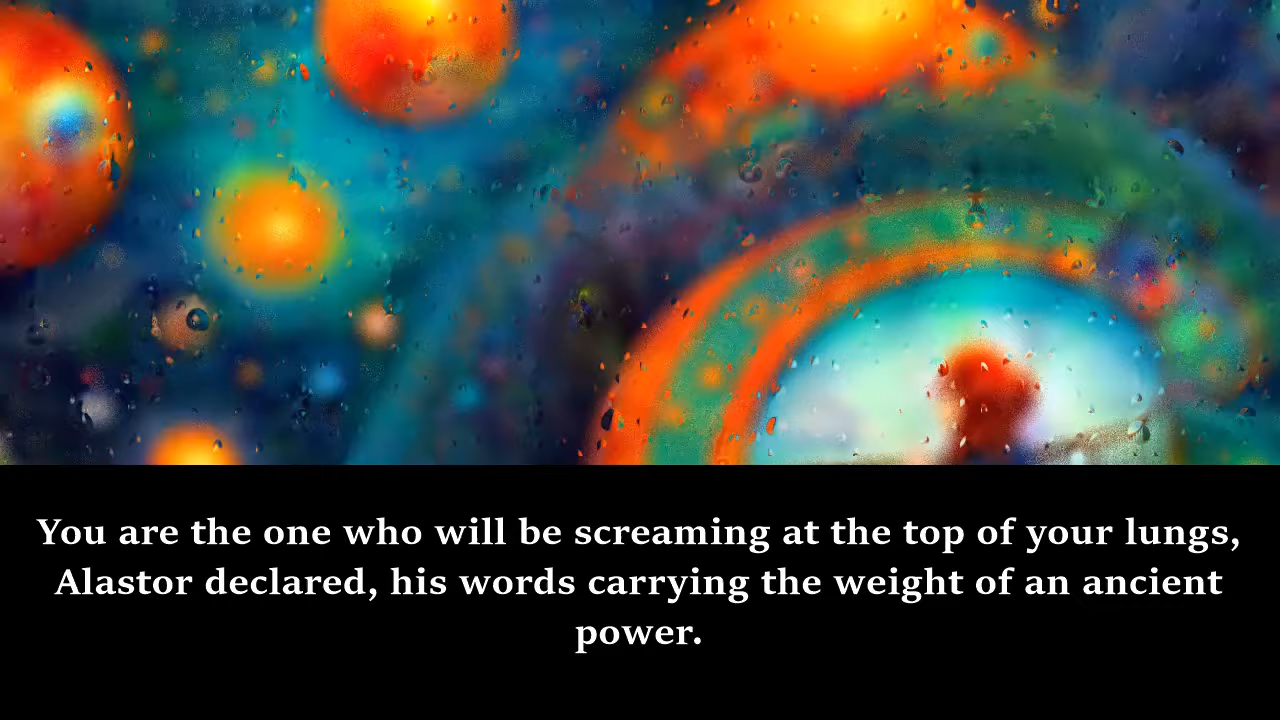 You are the one who will be screaming at the top of your lungs,
Alastor declared, his words carrying the weight of an ancient
power.